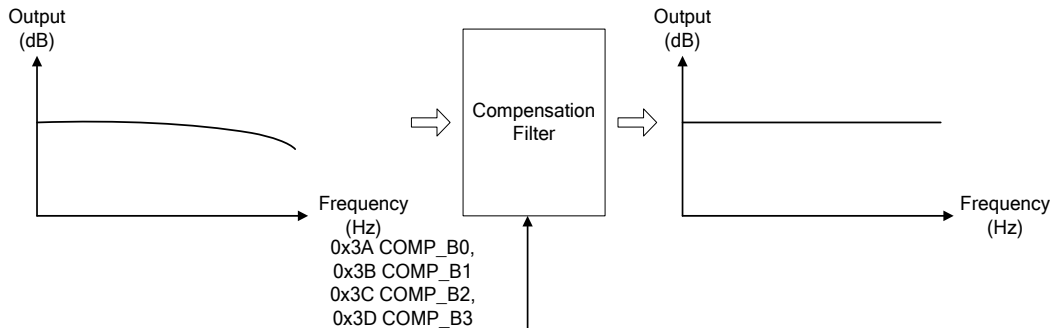 Output
(dB)
Frequency
(Hz)
0x3A COMP_B0,
0x3B COMP_B1
0x3C COMP_B2,
0x3D COMP_B3
Compensation
Filter
Output
(dB)
Frequency
(Hz)